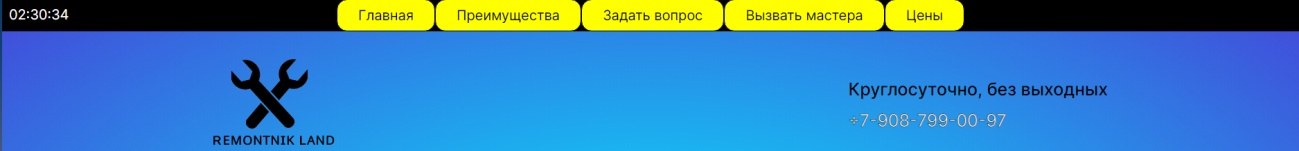 02:30:34 Главная Преимущества Задать вопрос Вызвать мастера Цены
Круглосуточно, без выходных
+7-908-799-00-97
REMONTNIK LAND